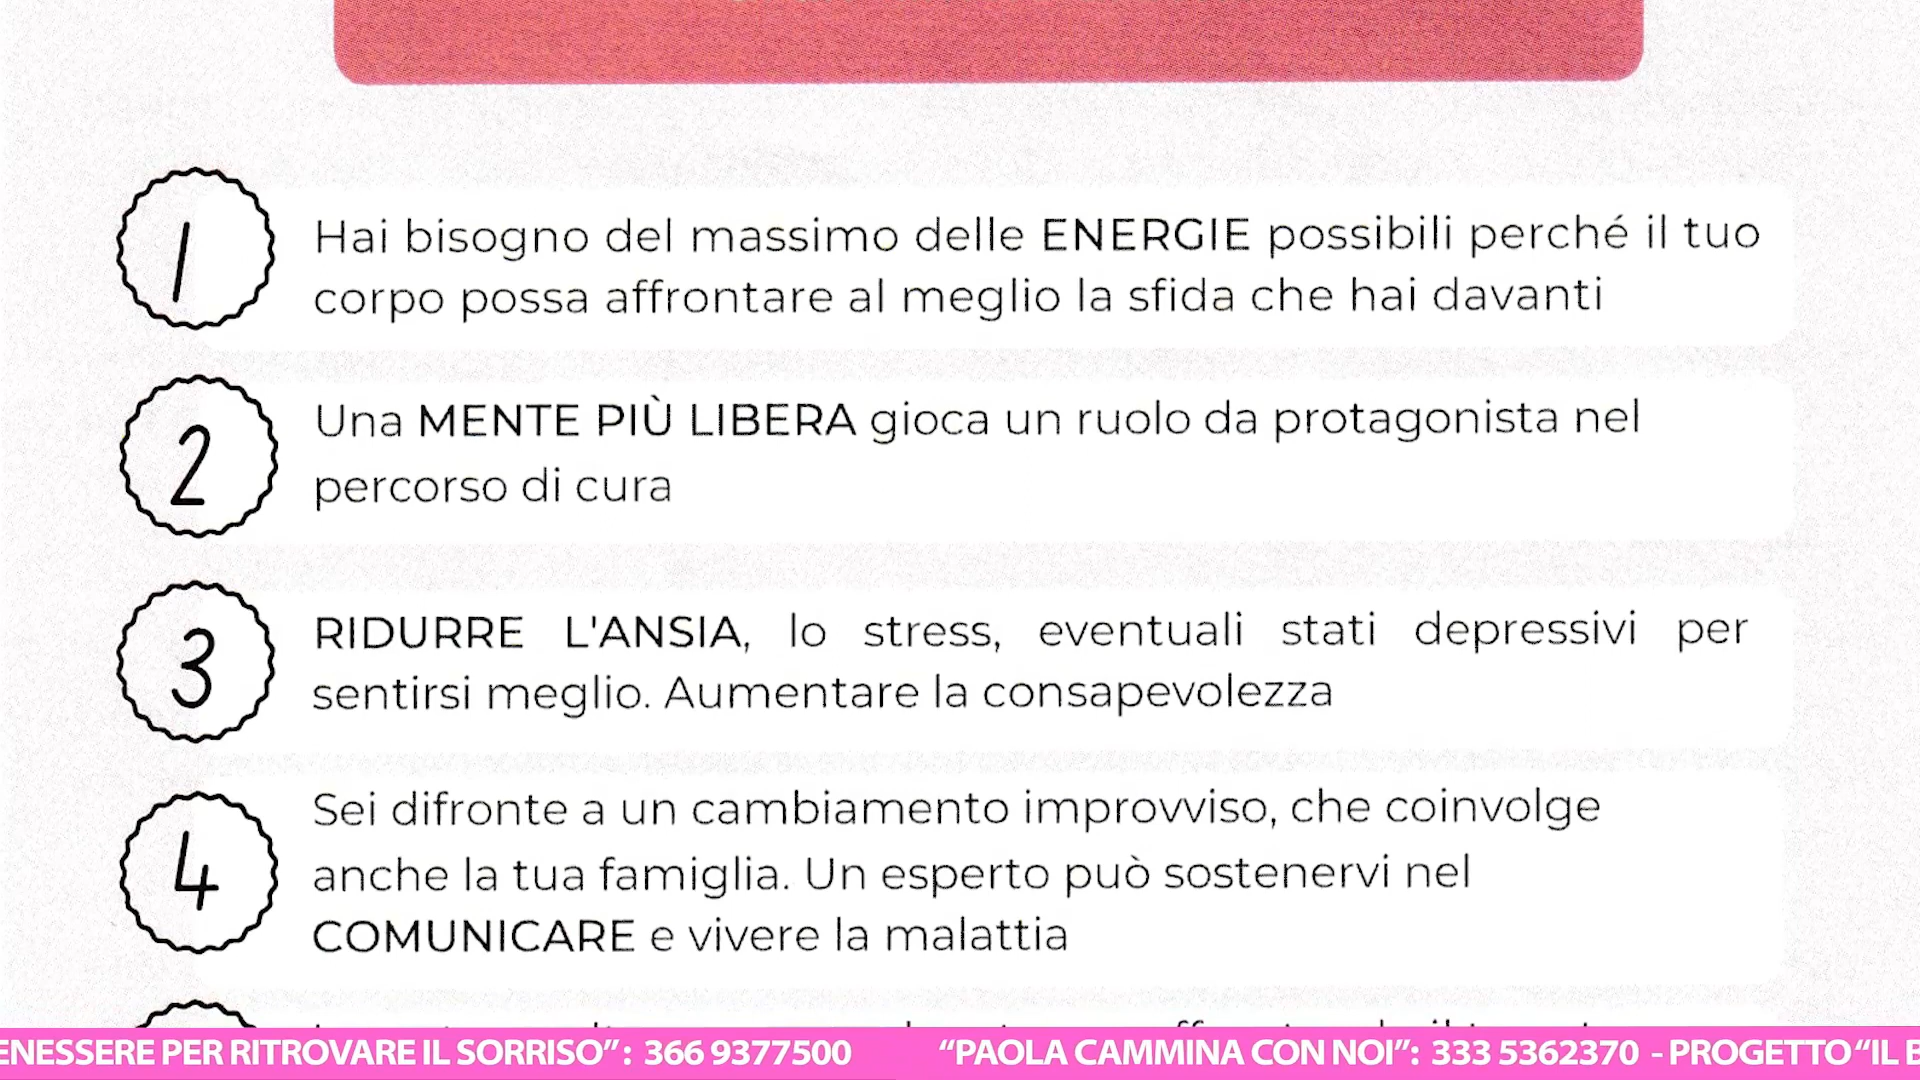 1
Hai bisogno del massimo delle ENERGIE possibili perché il tuo
corpo possa affrontare al meglio la sfida che hai davanti
2
Una MENTE PIÙ LIBERA gioca un ruolo da protagonista nel
percorso di cura
3
RIDURRE L'ANSIA, lo stress, eventuali stati depressivi per
sentirsi meglio. Aumentare la consapevolezza
4
Sei difronte a un cambiamento improvviso, che coinvolge
anche la tua famiglia. Un esperto può sostenervi nel
COMUNICARE e vivere la malattia
ENESSERE PER RITROVARE IL SORRISO”: 366 9377500 “PAOLA CAMMINA CON NOI”: 333 5362370 - PROGETTO “IL B